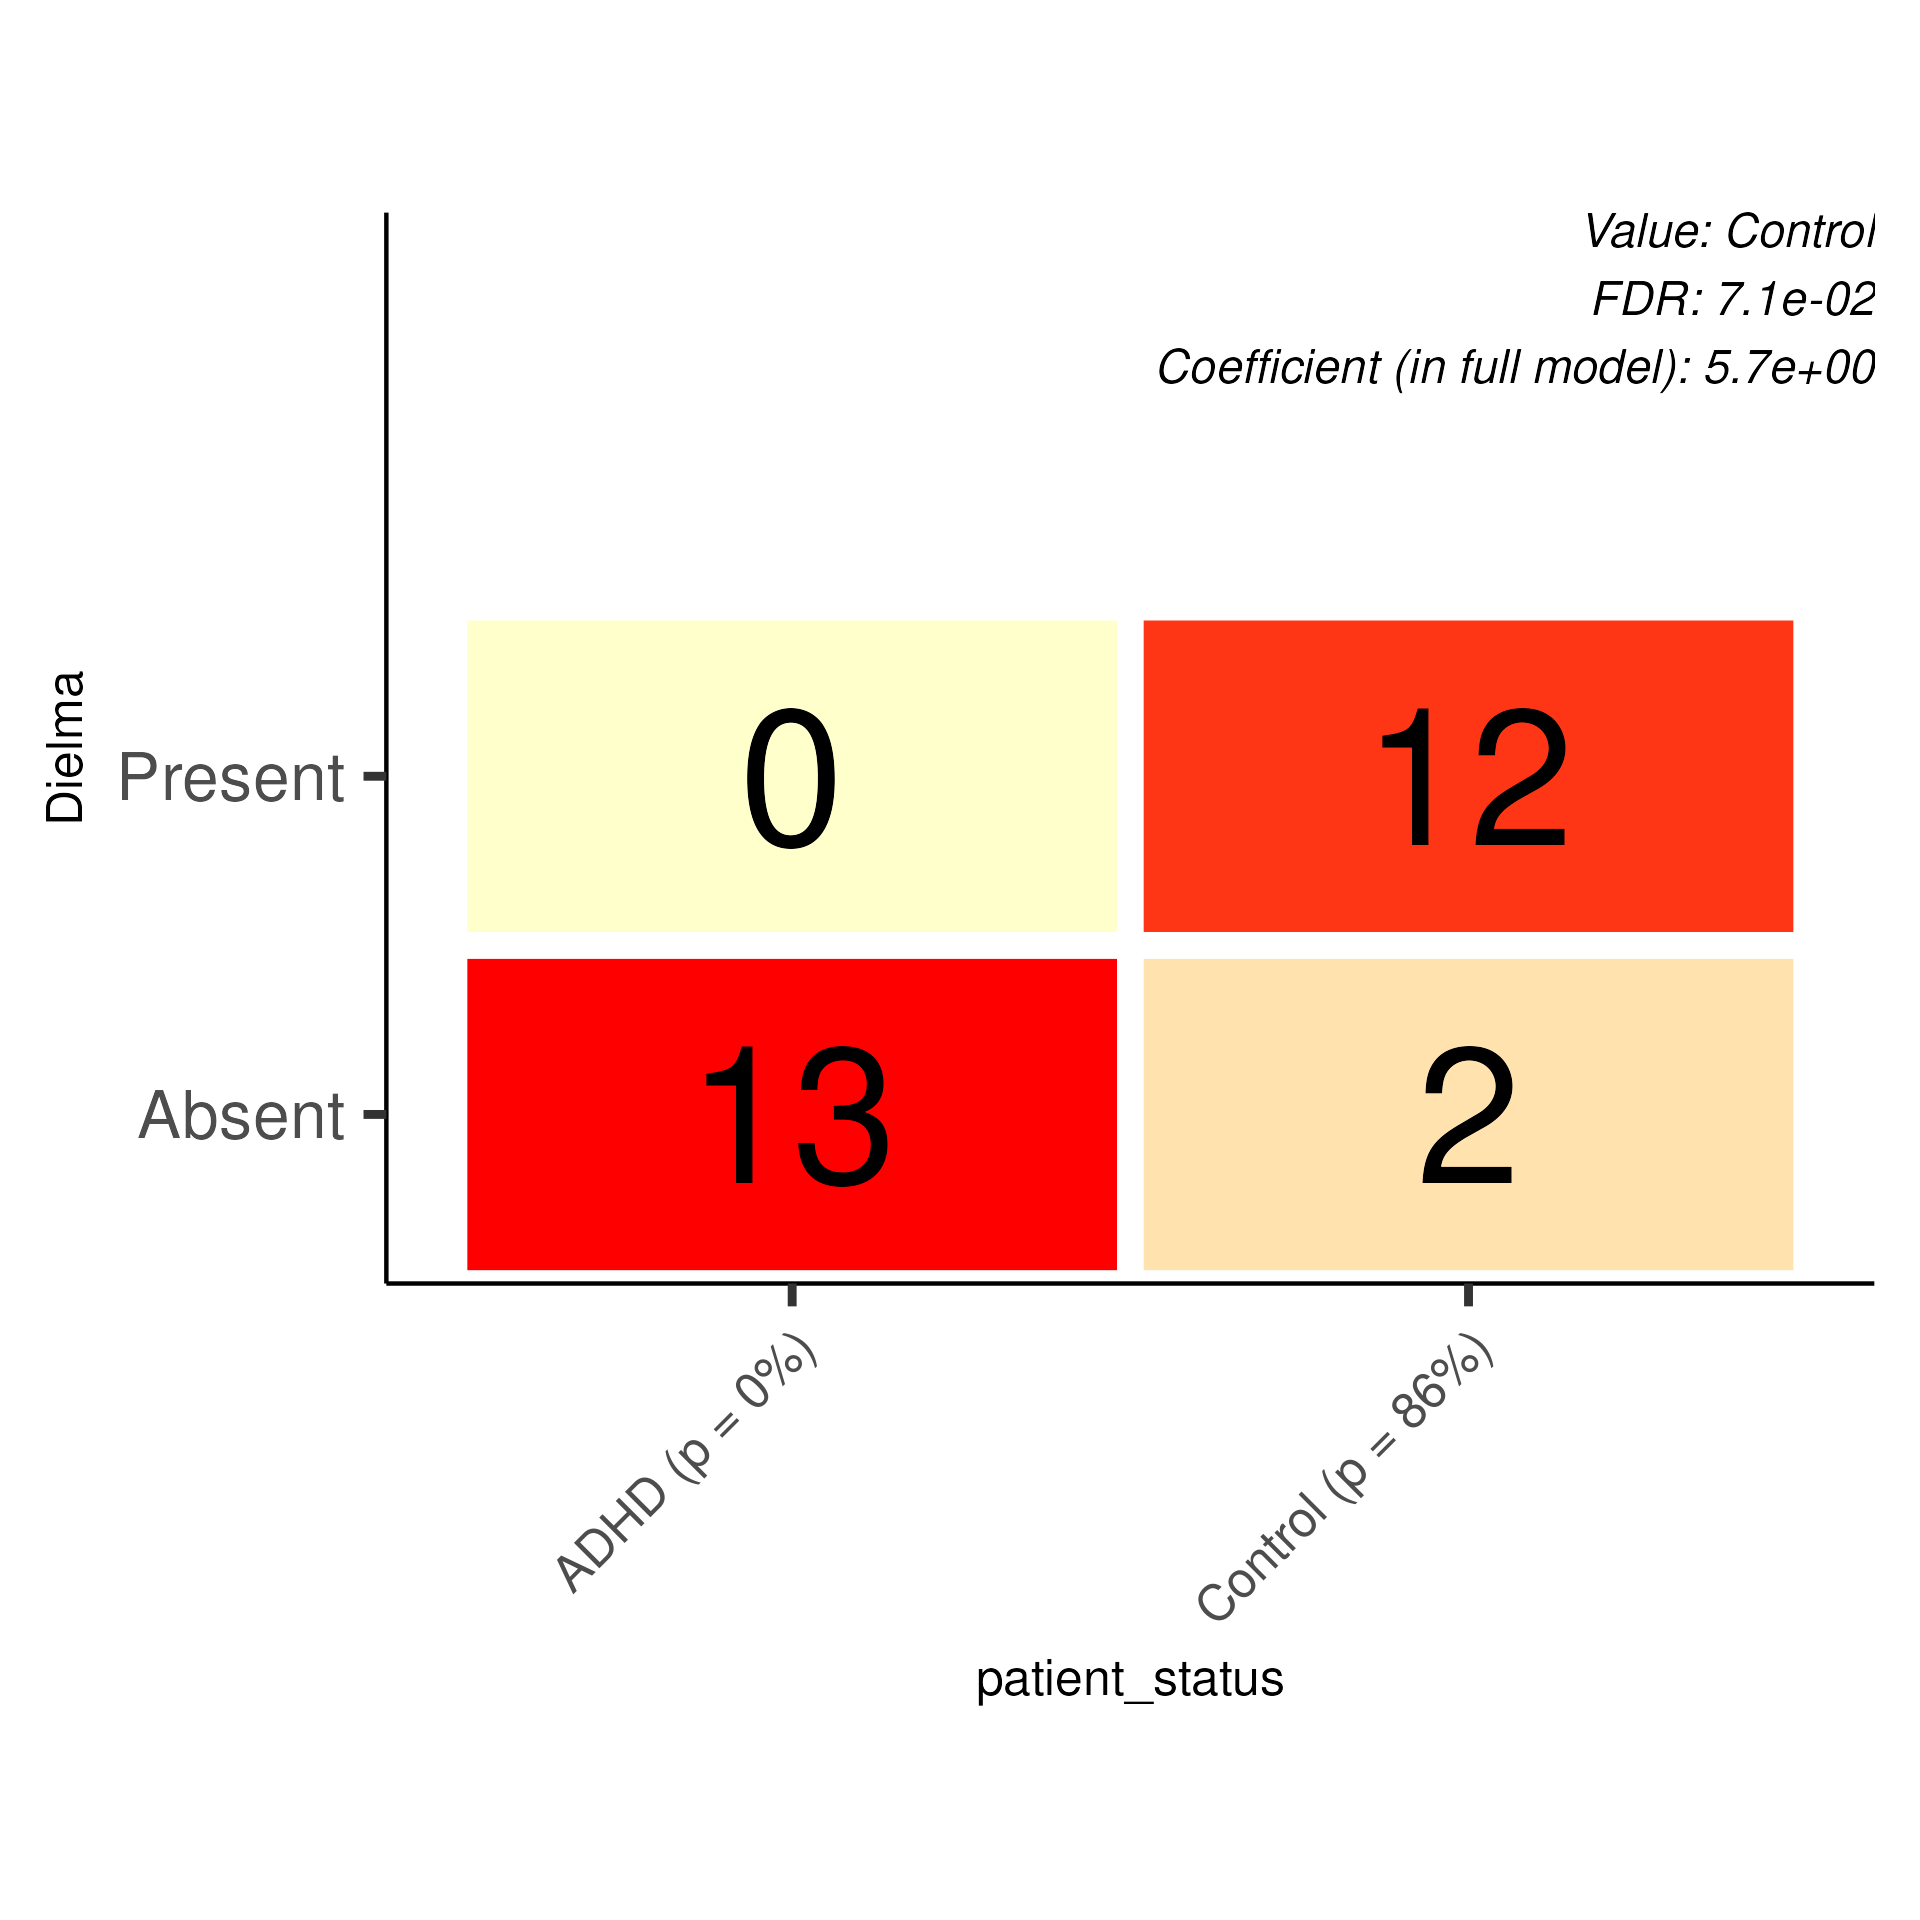 Value: Control
FDR: 7.1e-02
Coefficient (in full model): 5.7e+00
Dielma
Present
0
12
Absent
13
2
ADHD (p = 0%)
Control (p = 86%)
patient_status